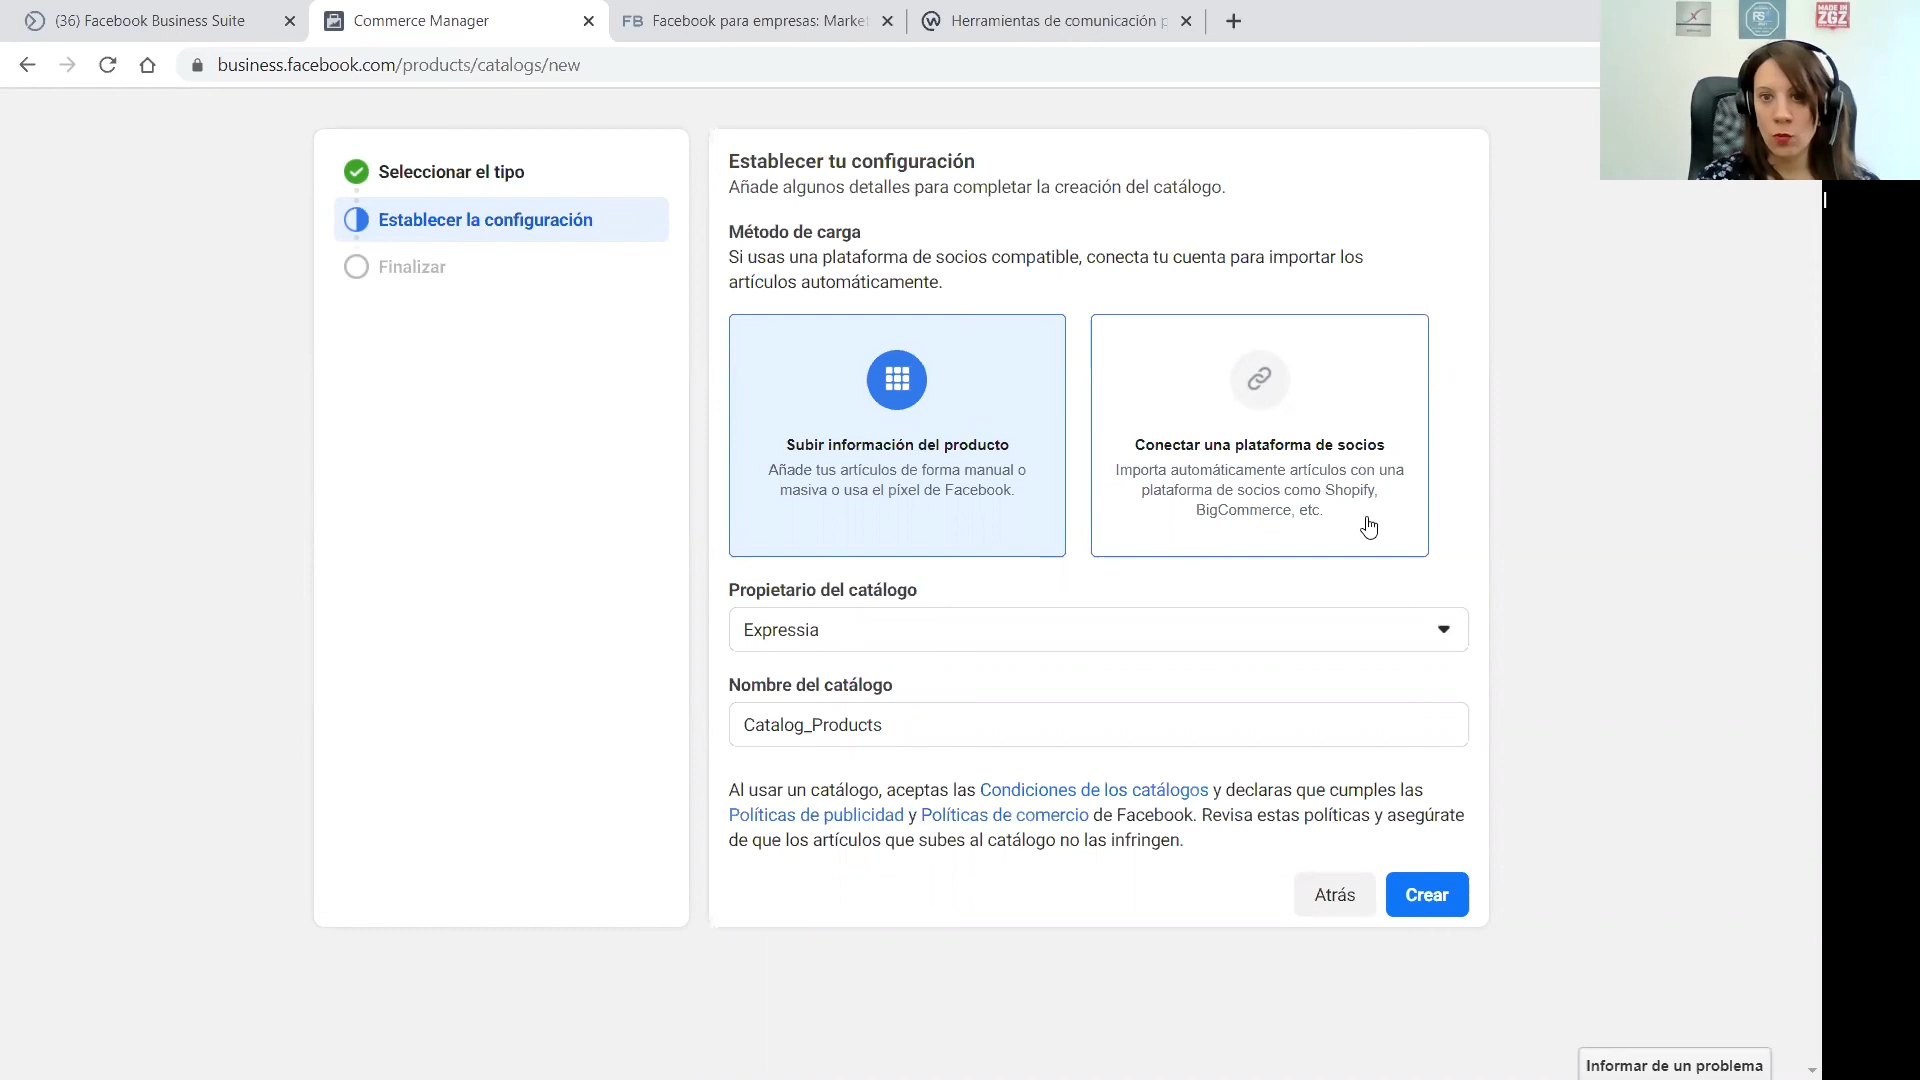 (36) Facebook Business Suite
Commerce Manager
FB Facebook para empresas: Market
Herramientas de comunicación p
business.facebook.com/products/catalogs/new
MADE IN
ZGZ
RS
Seleccionar el tipo
Establecer la configuración
Finalizar
Establecer tu configuración
Añade algunos detalles para completar la creación del catálogo.
Método de carga
Si usas una plataforma de socios compatible, conecta tu cuenta para importar los
artículos automáticamente.
Subir información del producto
Añade tus artículos de forma manual o
masiva o usa el píxel de Facebook.
Conectar una plataforma de socios
Importa automáticamente artículos con una
plataforma de socios como Shopify,
BigCommerce, etc.
Propietario del catálogo
Expressia
Nombre del catálogo
Catalog_Products
Al usar un catálogo, aceptas las Condiciones de los catálogos y declaras que cumples las
Políticas de publicidad y Políticas de comercio de Facebook. Revisa estas políticas y asegúrate
de que los artículos que subes al catálogo no las infringen.
Atrás
Crear
Informar de un problema